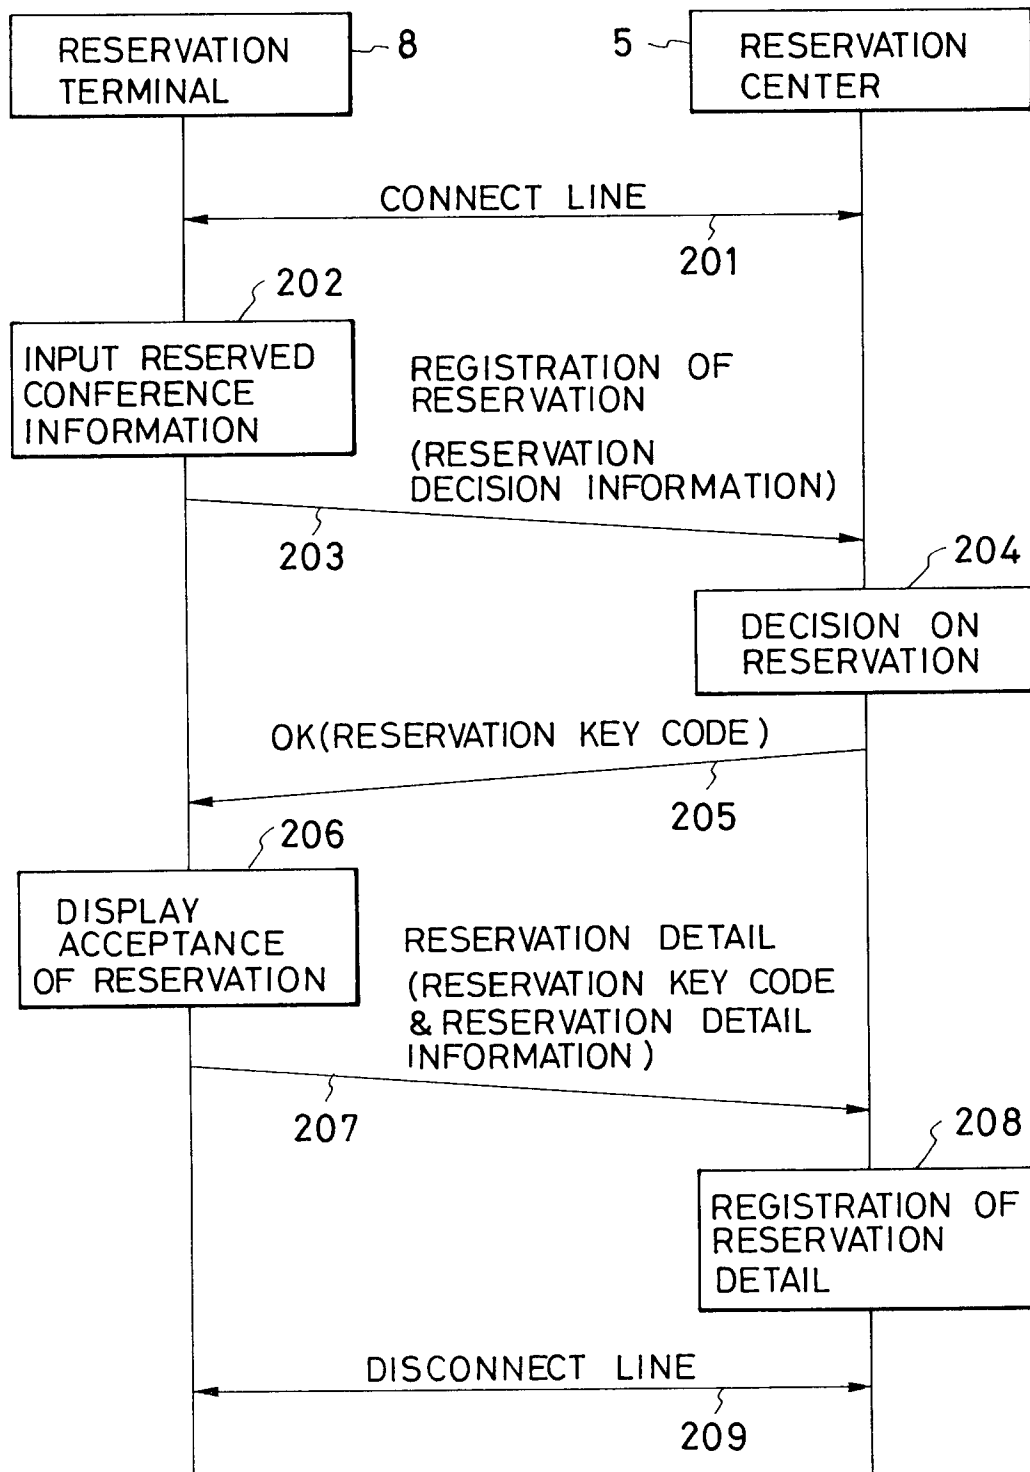 RESERVATION
TERMINAL
8
5
RESERVATION
CENTER
CONNECT LINE
201
202
INPUT RESERVED
CONFERENCE
INFORMATION
REGISTRATION OF
RESERVATION
(RESERVATION
DECISION INFORMATION)
203
204
DECISION ON
RESERVATION
OK(RESERVATION KEY CODE)
205
206
DISPLAY
ACCEPTANCE
OF RESERVATION
RESERVATION DETAIL
(RESERVATION KEY CODE
& RESERVATION DETAIL
INFORMATION)
207
208
REGISTRATION OF
RESERVATION
DETAIL
DISCONNECT LINE
209